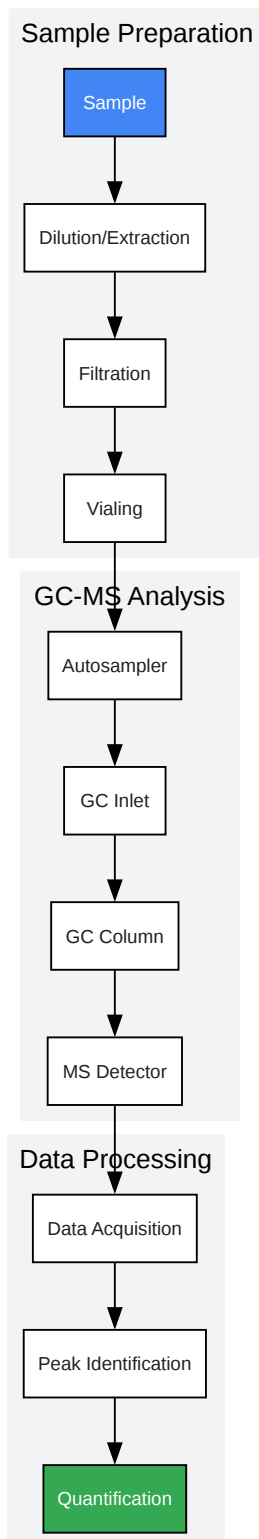 Sample Preparation
Sample
Dilution/Extraction
Filtration
Vialing
GC-MS Analysis
Autosampler
GC Inlet
GC Column
MS Detector
Data Processing
Data Acquisition
Peak Identification
Quantification